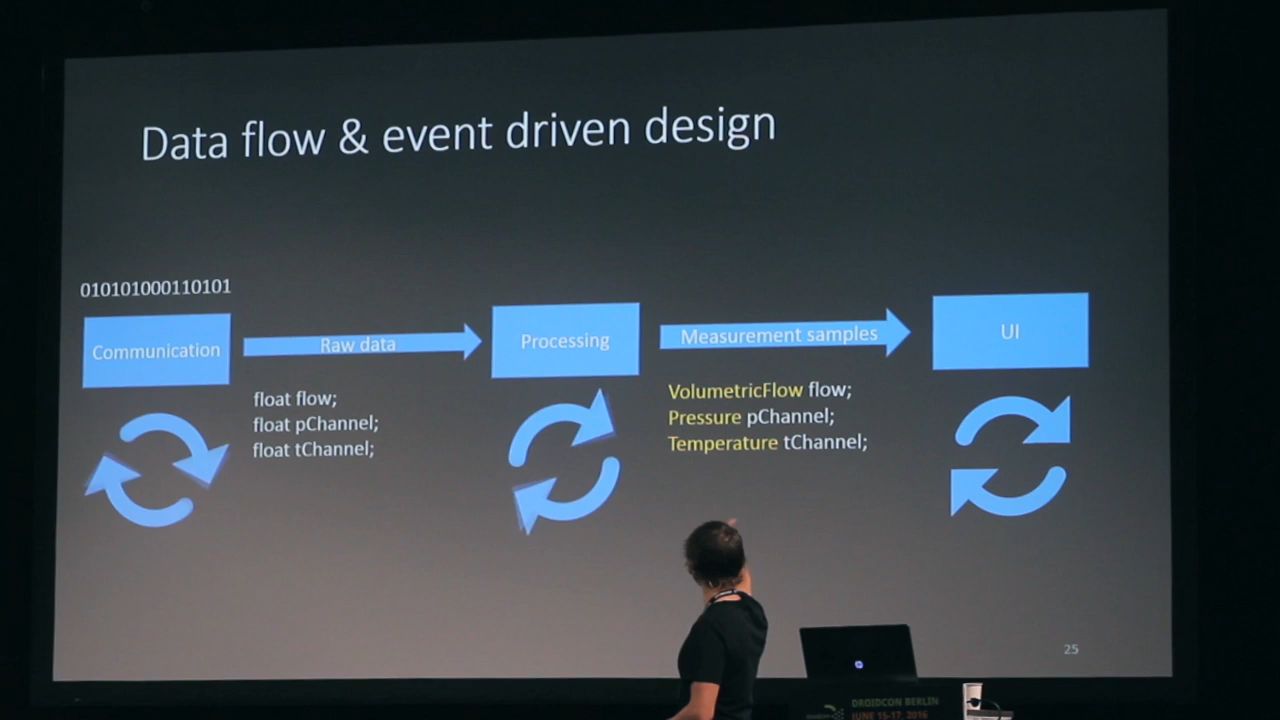 Data flow & event driven design
010101000110101
Communication
Raw data
float flow;
float pChannel;
float tChannel;
Processing
Measurement samples
VolumetricFlow flow;
Pressure pChannel;
Temperature tChannel;
UI
25
DROIDCON BERLIN
JUNE 15-17, 2016